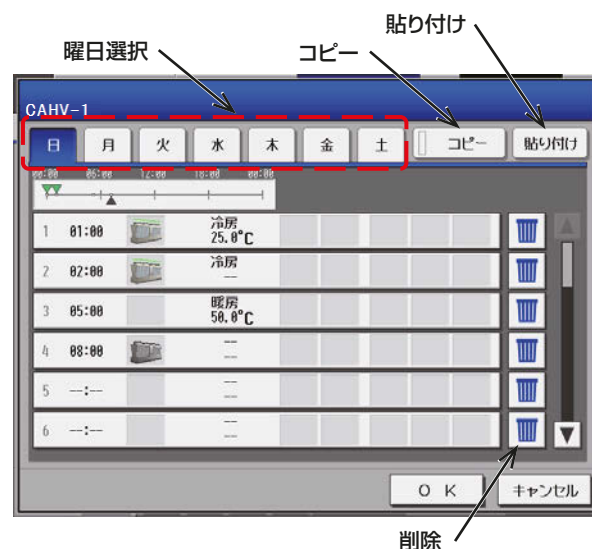 貼り付け
曜日選択 コピー
CAHV-1
日 月 火 水 木 金 土 コピー 貼り付け
00:00 06:00 12:00 18:00 00:00
1 01:00 冷房 25.0°C
2 02:00 冷房 --
3 05:00 暖房 50.0°C
4 08:00 -- --
5 --:-- -- --
6 --:-- -- --
OK キャンセル
削除